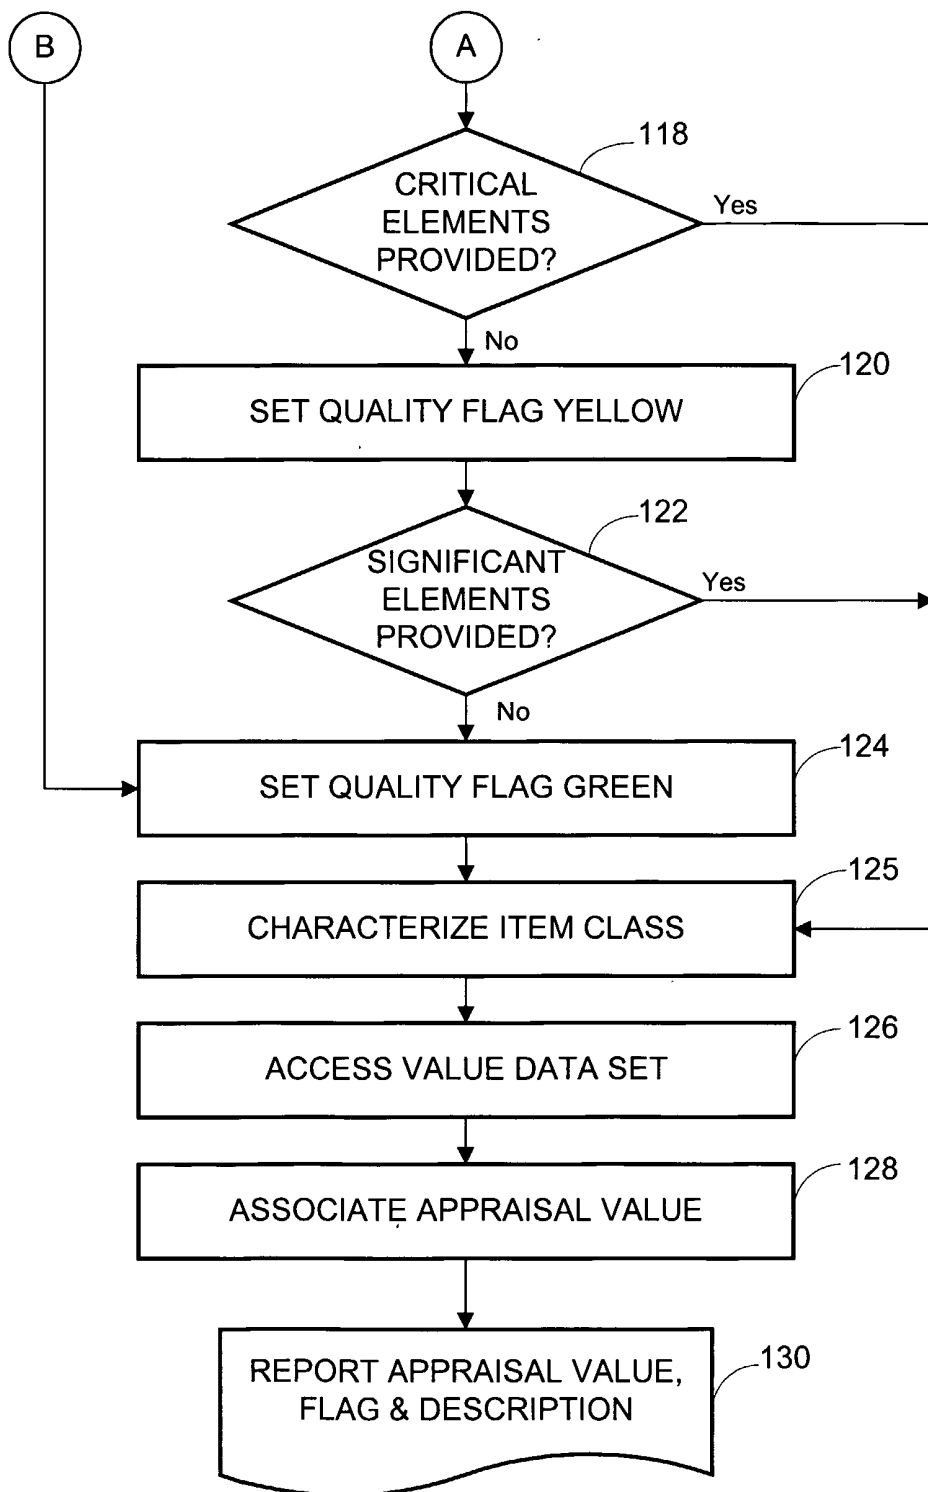 B
A
118
CRITICAL
ELEMENTS
PROVIDED?
Yes
No
120
SET QUALITY FLAG YELLOW
122
SIGNIFICANT
ELEMENTS
PROVIDED?
Yes
No
124
SET QUALITY FLAG GREEN
125
CHARACTERIZE ITEM CLASS
126
ACCESS VALUE DATA SET
128
ASSOCIATE APPRAISAL VALUE
130
REPORT APPRAISAL VALUE,
FLAG & DESCRIPTION